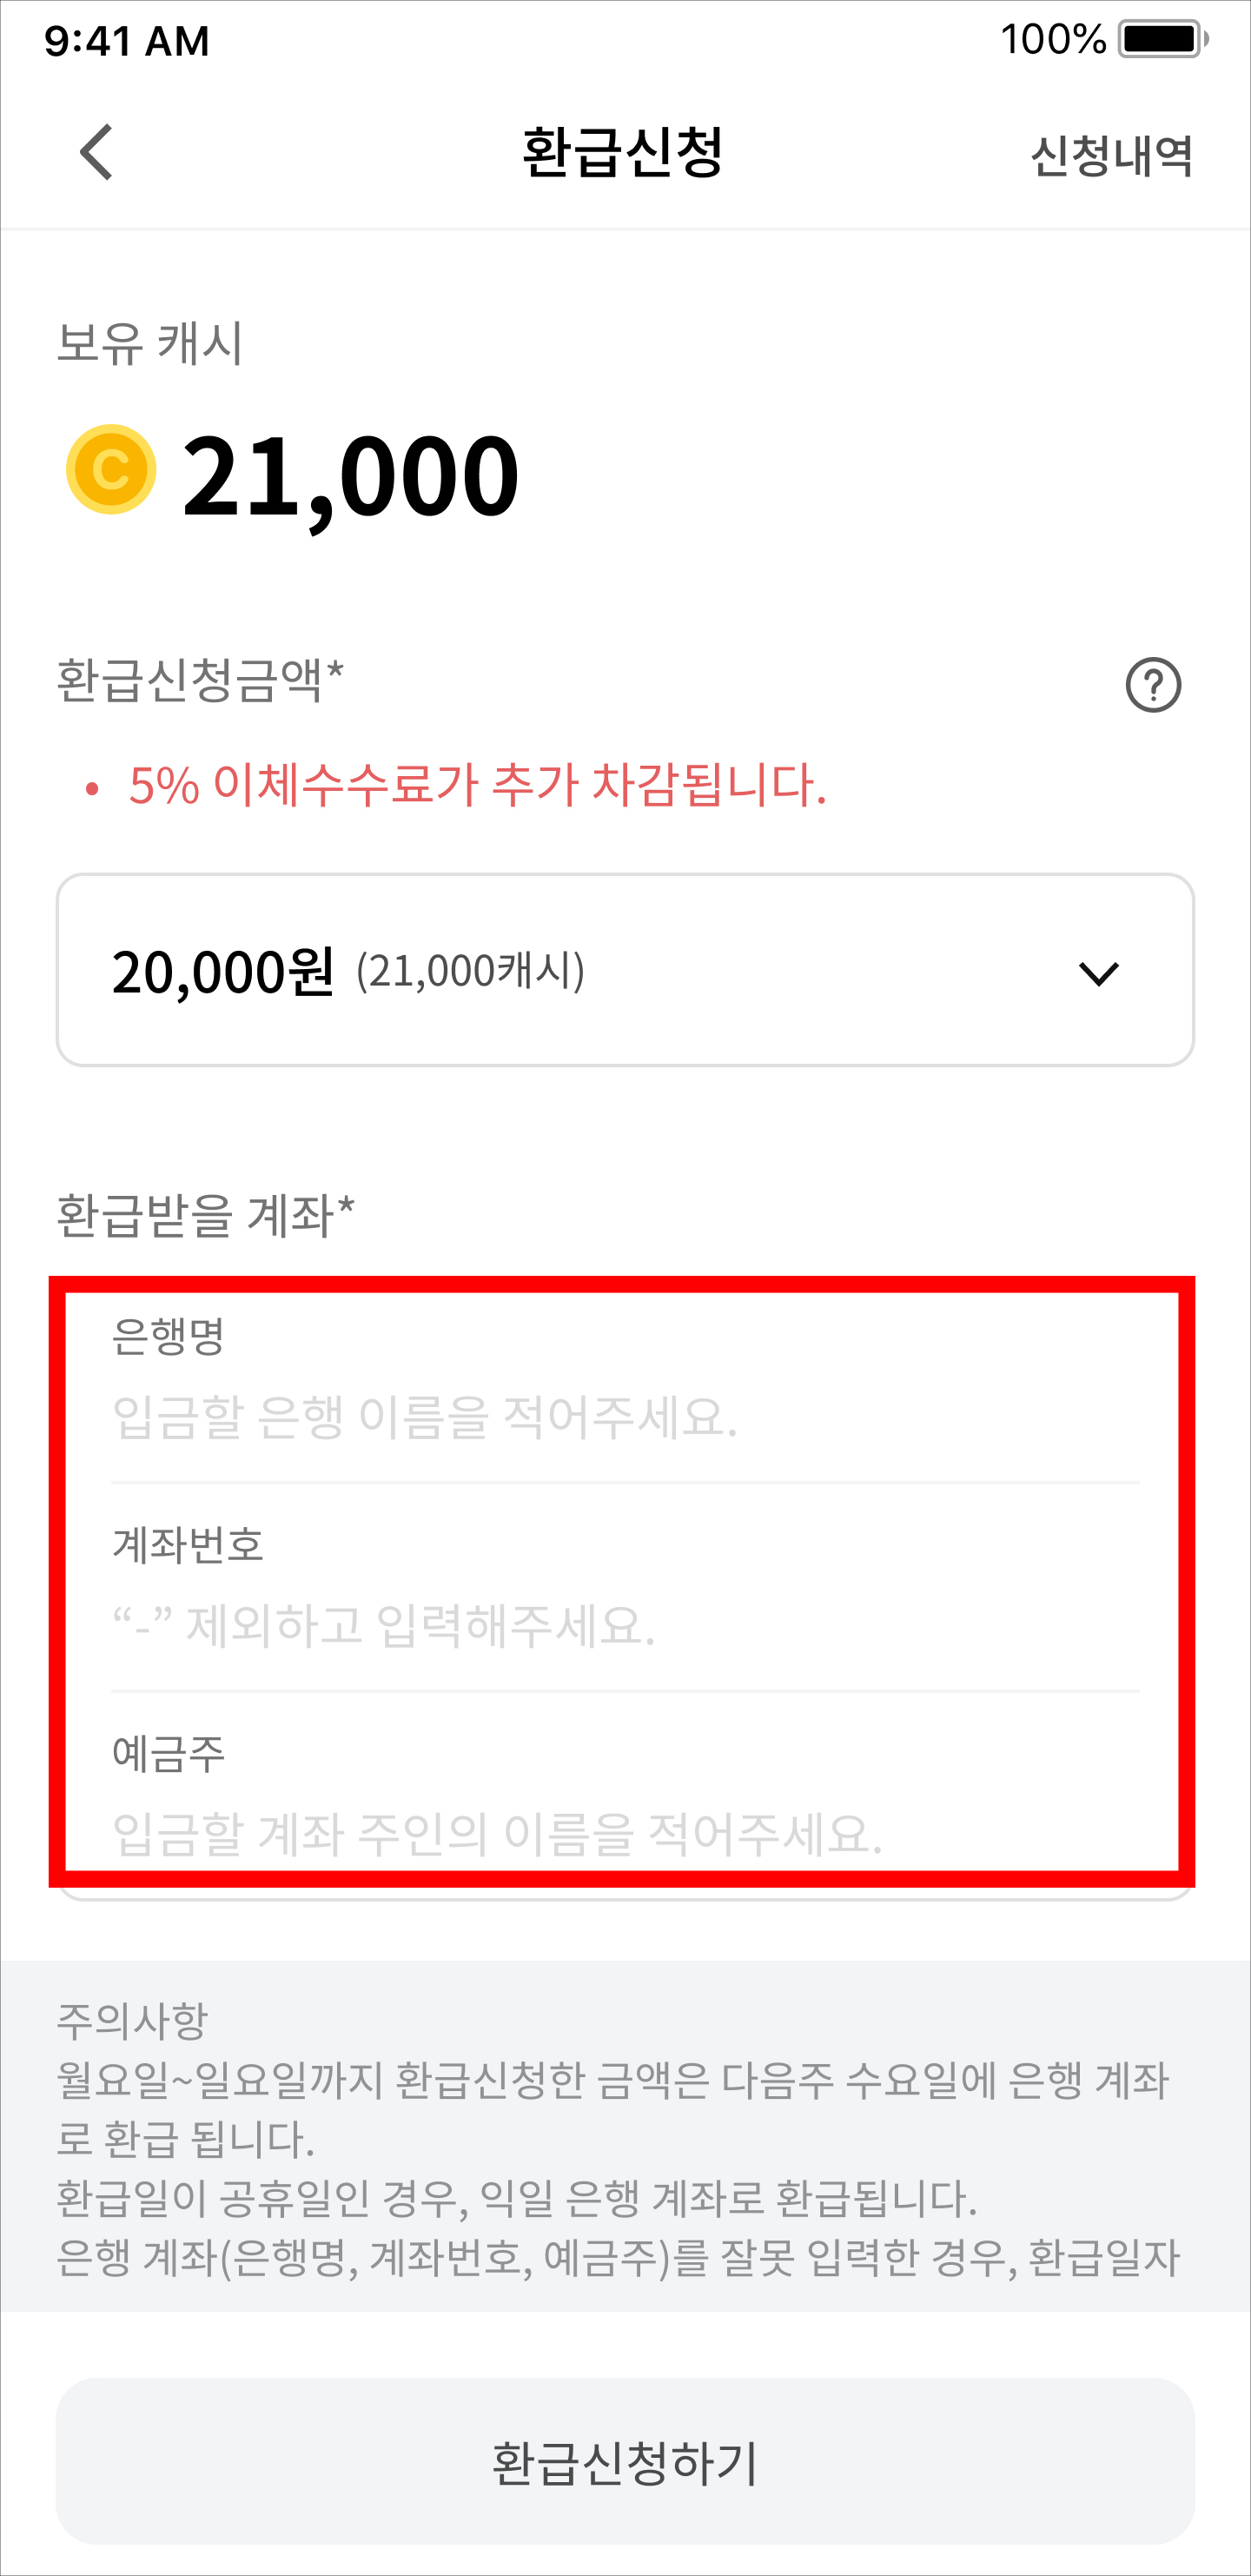 9:41 AM 100%
환급신청 신청내역
보유 캐시
C 21,000
환급신청금액* ?
• 5% 이체수수료가 추가 차감됩니다.
20,000원 (21,000캐시)
환급받을 계좌*
은행명
입금할 은행 이름을 적어주세요.
계좌번호
“-” 제외하고 입력해주세요.
예금주
입금할 계좌 주인의 이름을 적어주세요.
주의사항
월요일~일요일까지 환급신청한 금액은 다음주 수요일에 은행 계좌
로 환급 됩니다.
환급일이 공휴일인 경우, 익일 은행 계좌로 환급됩니다.
은행 계좌(은행명, 계좌번호, 예금주)를 잘못 입력한 경우, 환급일자
환급신청하기